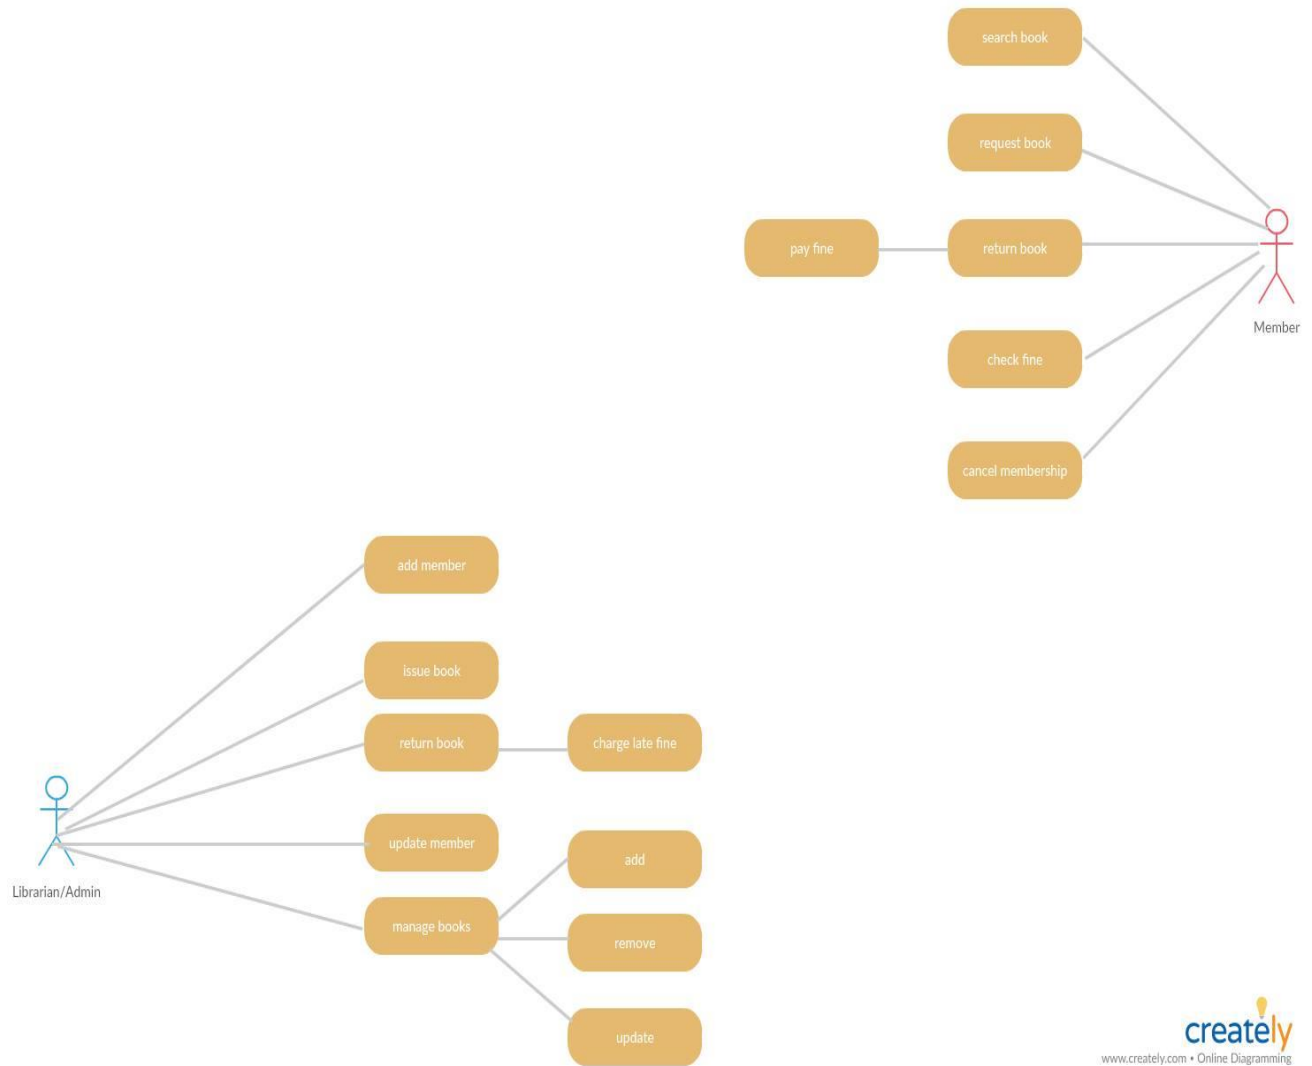 search book
request book
pay fine
return book
Member
check fine
cancel membership
add member
issue book
return book
charge late fine
update member
add
Librarian/Admin
manage books
remove
update
creately
www.creately.com • Online Diagramming